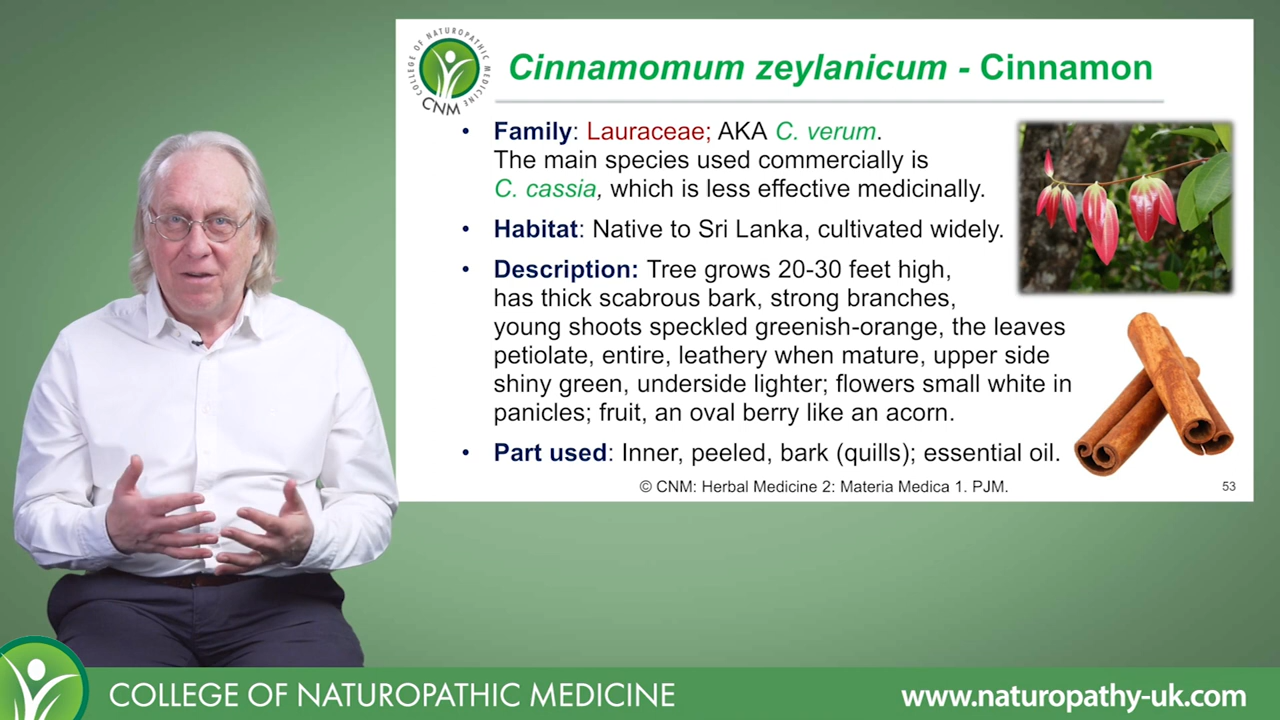 COLLEGE OF NATUROPATHIC MEDICINE
CNM
Cinnamomum zeylanicum - Cinnamon
• Family: Lauraceae; AKA C. verum.
The main species used commercially is
C. cassia, which is less effective medicinally.
• Habitat: Native to Sri Lanka, cultivated widely.
• Description: Tree grows 20-30 feet high,
has thick scabrous bark, strong branches,
young shoots speckled greenish-orange, the leaves
petiolate, entire, leathery when mature, upper side
shiny green, underside lighter; flowers small white in
panicles; fruit, an oval berry like an acorn.
• Part used: Inner, peeled, bark (quills); essential oil.
© CNM: Herbal Medicine 2: Materia Medica 1. PJM.
53
COLLEGE OF NATUROPATHIC MEDICINE
www.naturopathy-uk.com